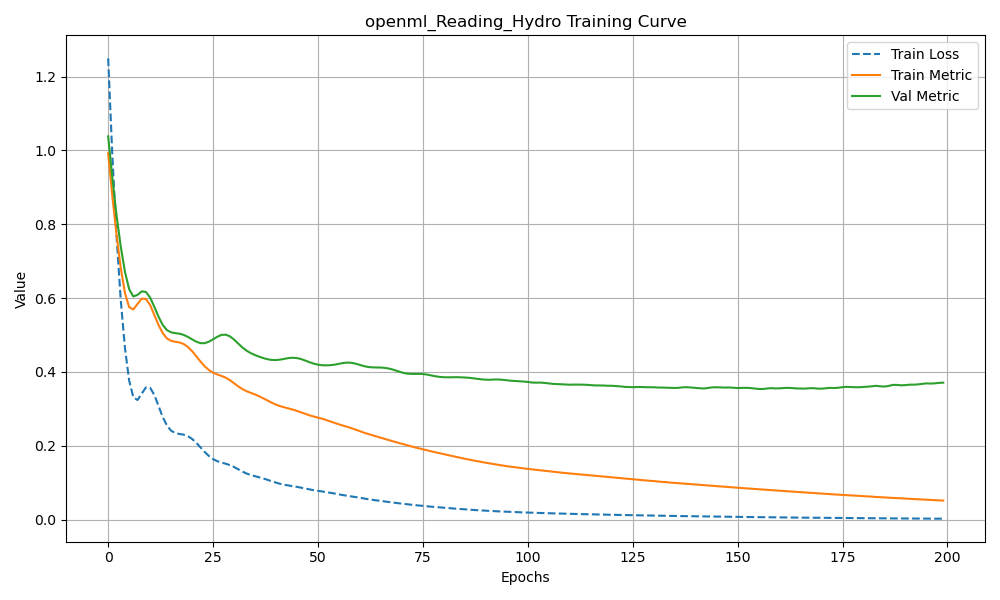 openml_Reading_Hydro Training Curve
Train Loss
Train Metric
Val Metric
Value
1.2
1.0
0.8
0.6
0.4
0.2
0.0
0 25 50 75 100 125 150 175 200
Epochs